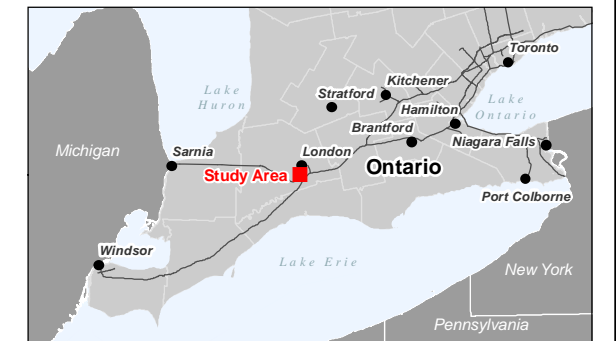 Toronto
Kitchener
Lake
Huron
Stratford
Hamilton
Lake
Ontario
Brantford
Niagara Falls
Michigan
Sarnia
London
Ontario
Study Area
Port Colborne
Windsor
Lake Erie
New York
Pennsylvania